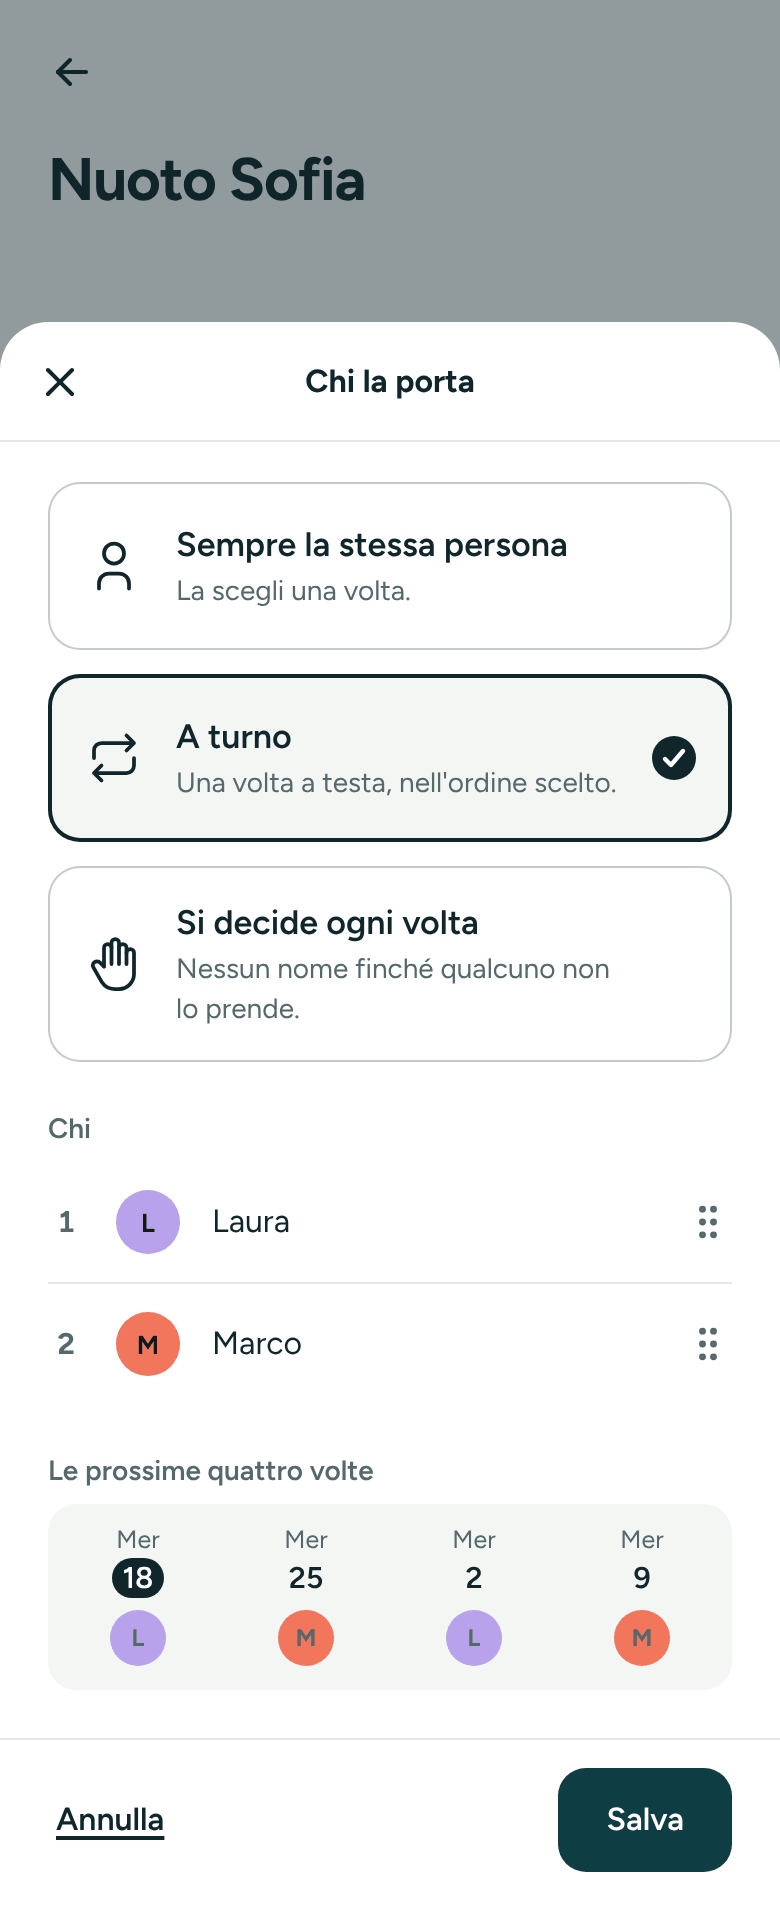 Nuoto Sofia
Chi la porta
Sempre la stessa persona
La scegli una volta.
A turno
Una volta a testa, nell'ordine scelto.
Si decide ogni volta
Nessun nome finché qualcuno non
lo prende.
Chi
1 L Laura
2 M Marco
Le prossime quattro volte
Mer Mer Mer Mer
18 25 2 9
L M L M
Annulla Salva